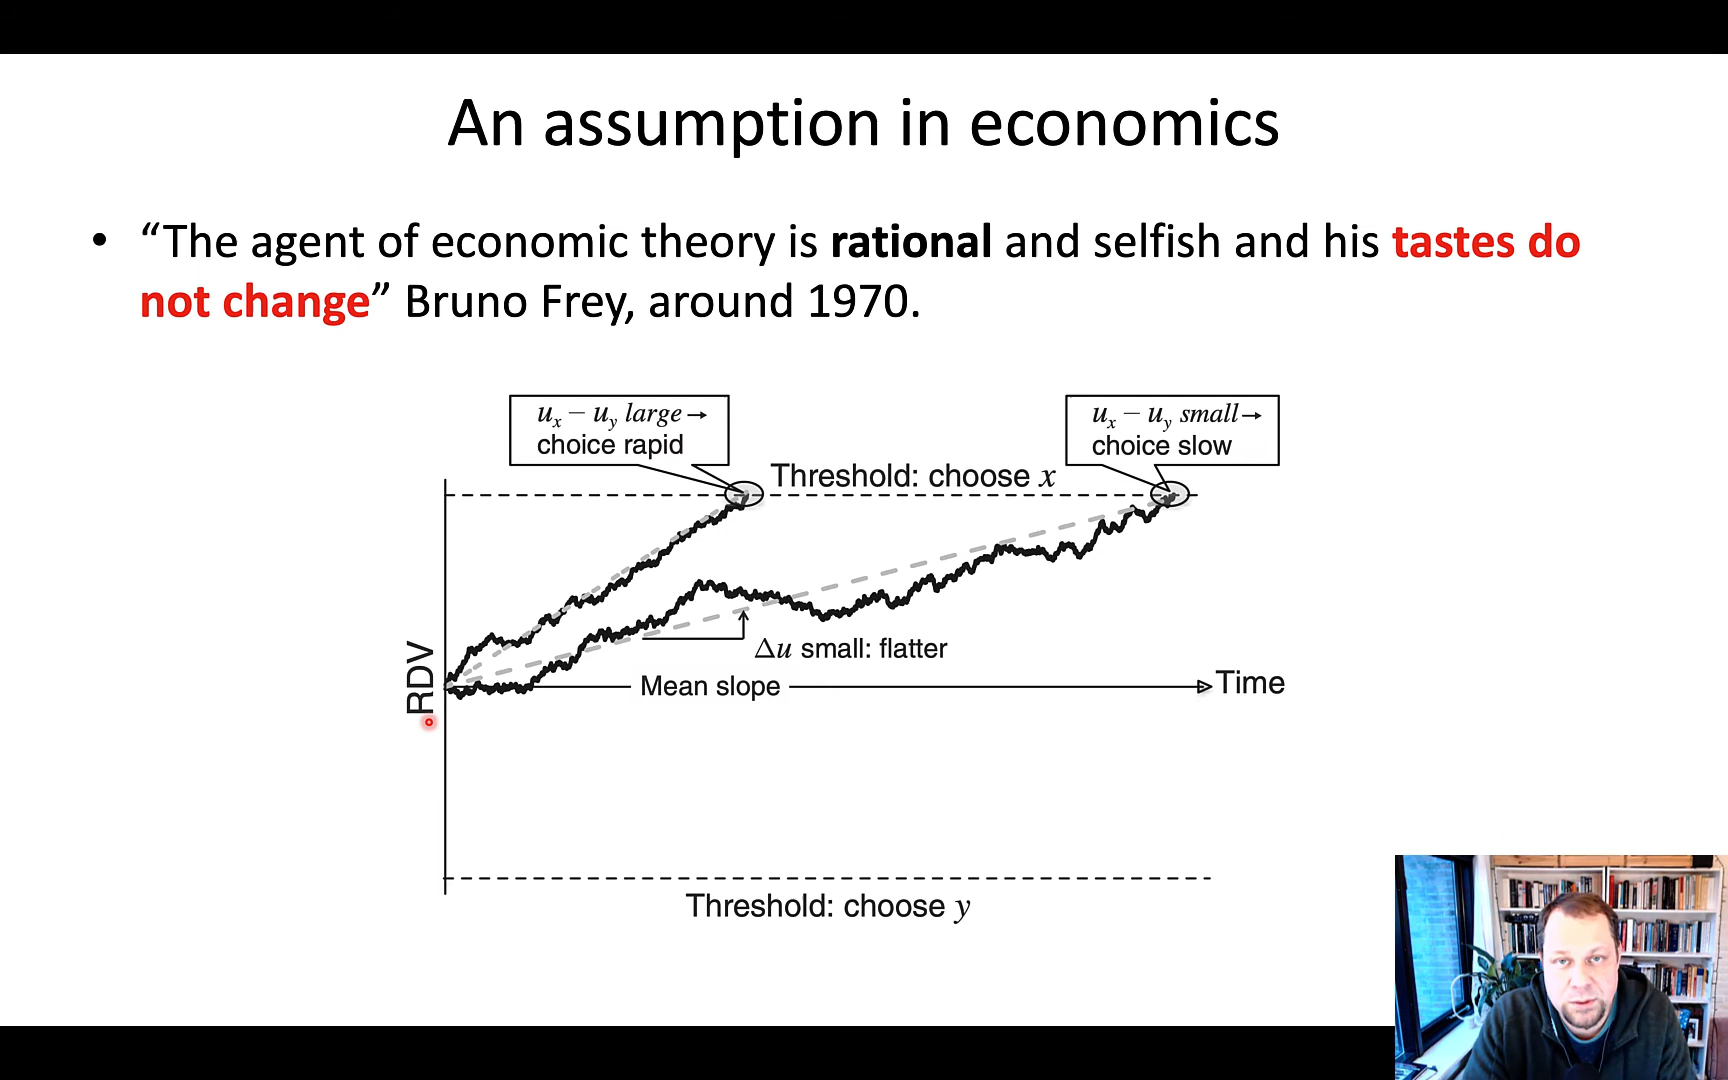 An assumption in economics
• “The agent of economic theory is rational and selfish and his tastes do
not change” Bruno Frey, around 1970.
uₓ − u_y large→
choice rapid
uₓ − u_y small→
choice slow
Threshold: choose x
Δu small: flatter
RDV
Mean slope
Time
Threshold: choose y